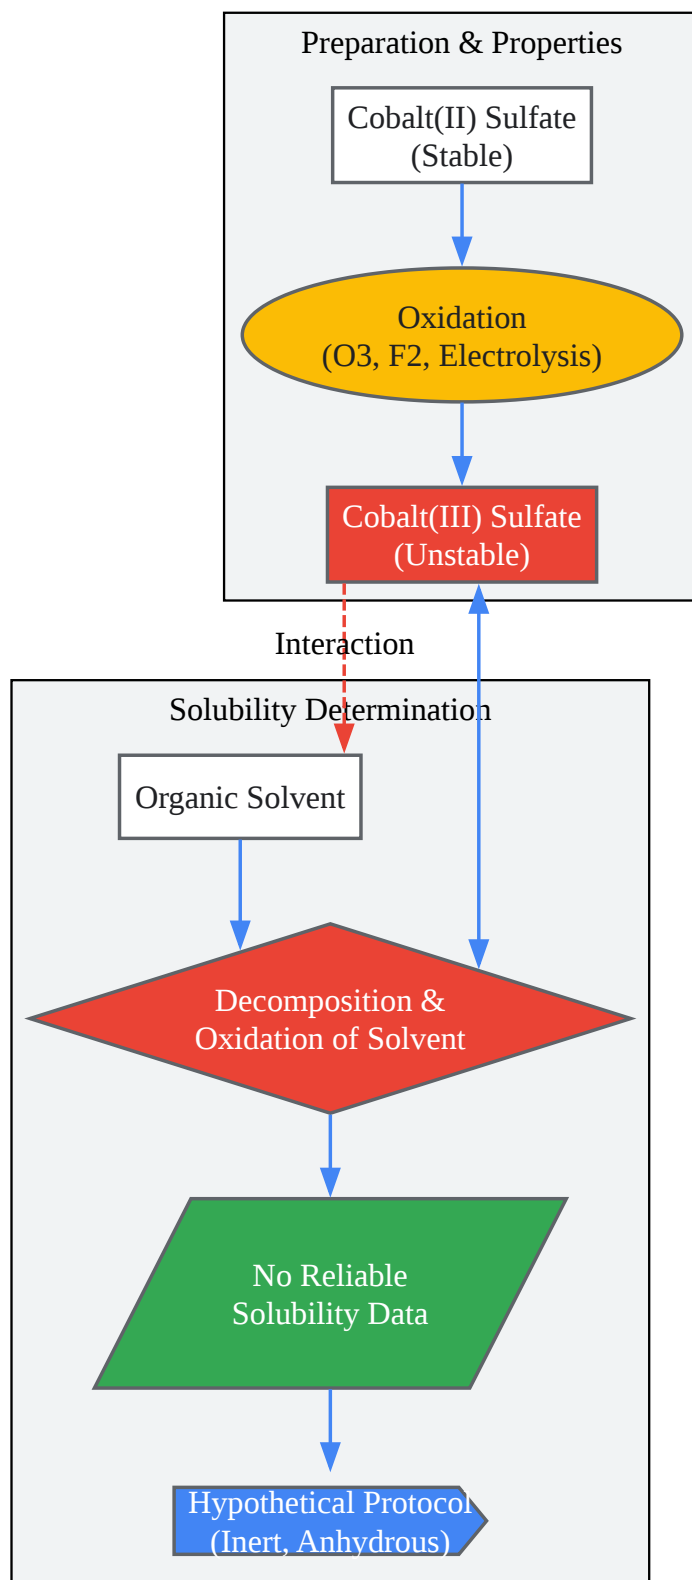 Preparation & Properties
Cobalt(II) Sulfate
(Stable)
Oxidation
(O3, F2, Electrolysis)
Cobalt(III) Sulfate
(Unstable)
Interaction
Solubility Determination
Organic Solvent
Decomposition &
Oxidation of Solvent
No Reliable
Solubility Data
Hypothetical Protocol
(Inert, Anhydrous)